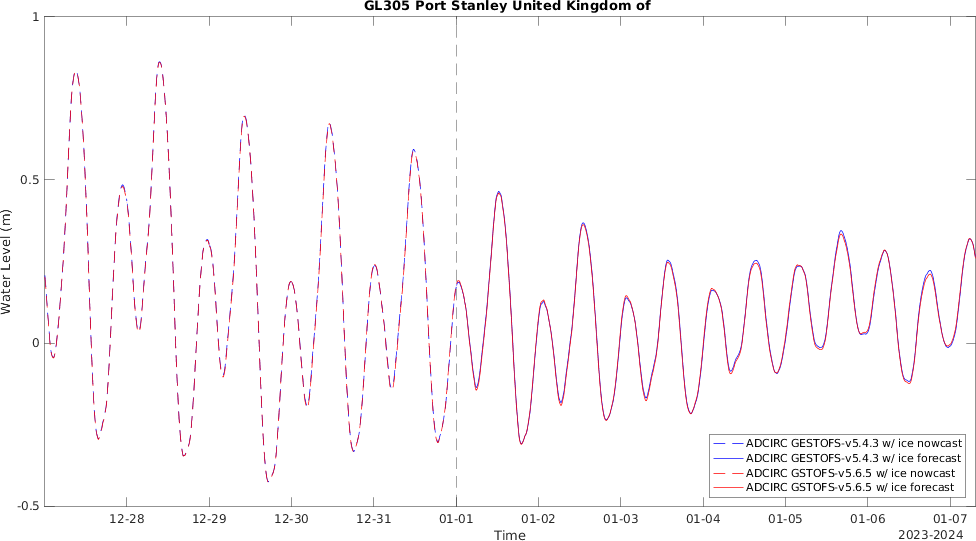 GL305 Port Stanley United Kingdom of
Water Level (m)
1
0.5
0
-0.5
12-28 12-29 12-30 12-31 01-01 01-02 01-03 01-04 01-05 01-06 01-07
Time
2023-2024
ADCIRC GESTOFS-v5.4.3 w/ ice nowcast
ADCIRC GESTOFS-v5.4.3 w/ ice forecast
ADCIRC GSTOFS-v5.6.5 w/ ice nowcast
ADCIRC GSTOFS-v5.6.5 w/ ice forecast